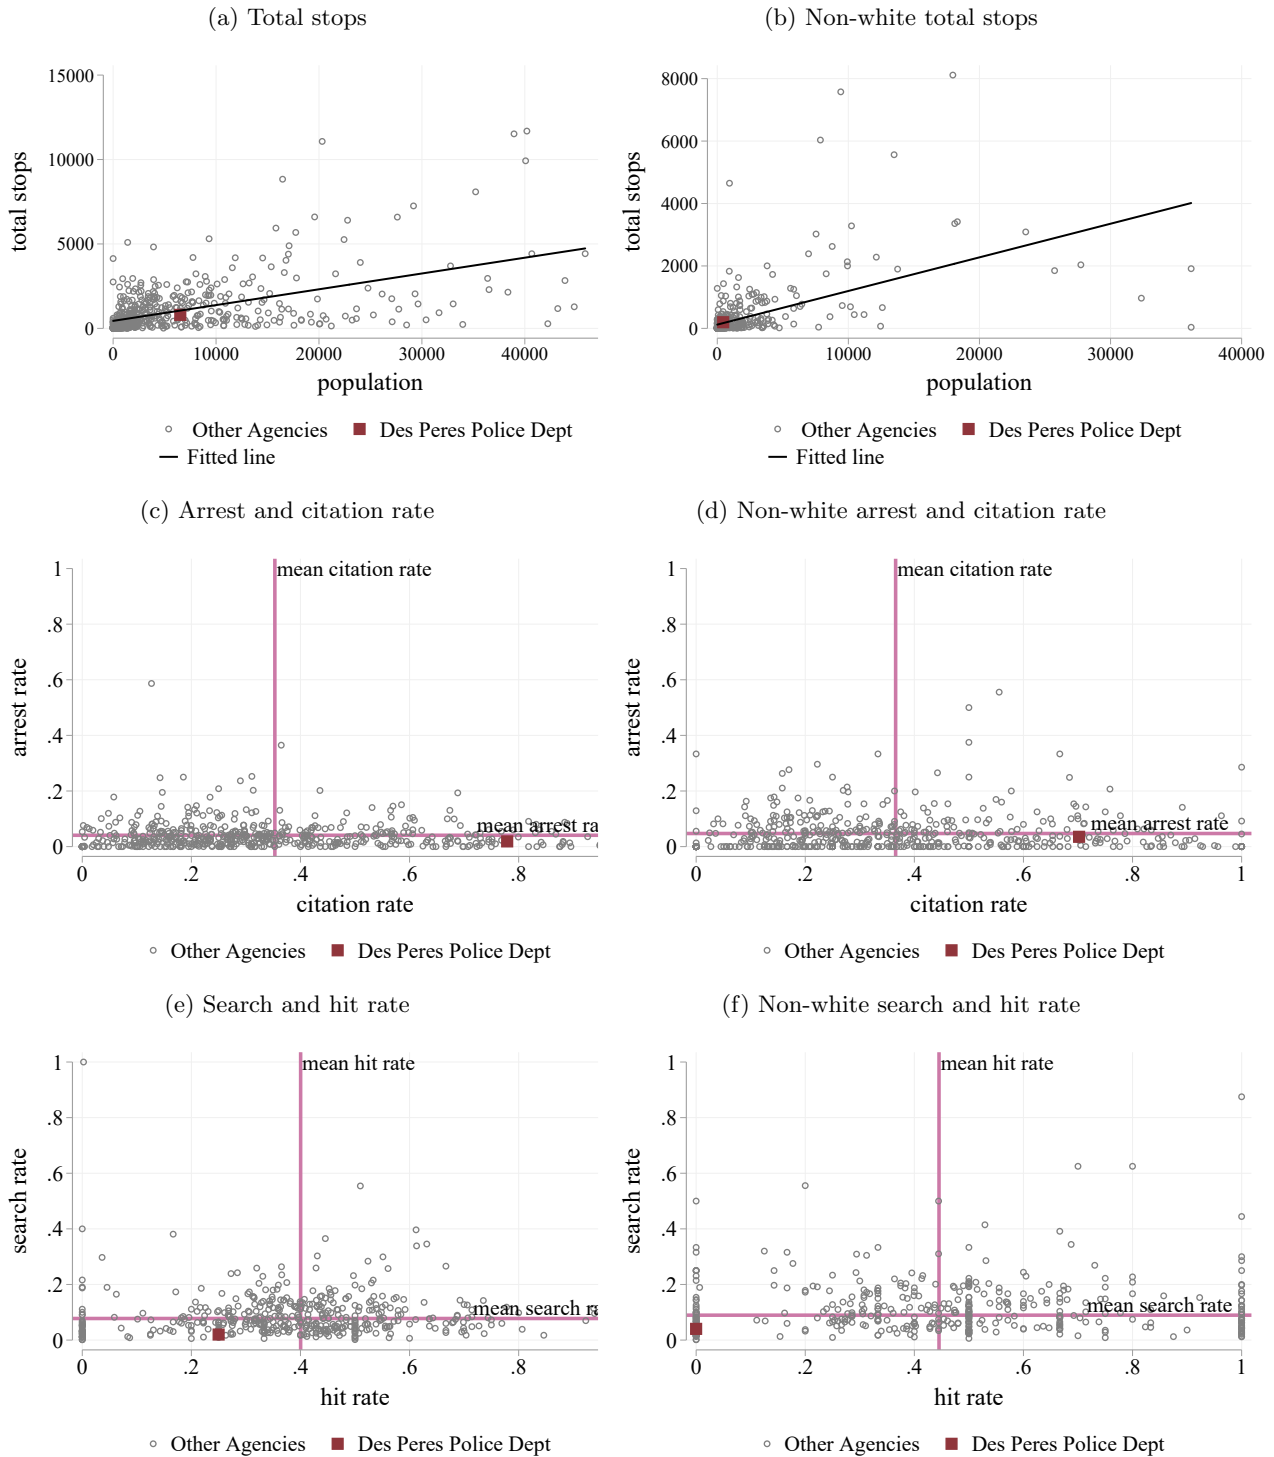 (a) Total stops
(b) Non-white total stops
total stops
15000
10000
5000
0
0 10000 20000 30000 40000
population
Other Agencies Des Peres Police Dept
Fitted line
total stops
8000
6000
4000
2000
0
0 10000 20000 30000 40000
population
Other Agencies Des Peres Police Dept
Fitted line
(c) Arrest and citation rate
(d) Non-white arrest and citation rate
arrest rate
1
.8
.6
.4
.2
0
mean citation rate
mean arrest ra
0 .2 .4 .6 .8
citation rate
Other Agencies Des Peres Police Dept
arrest rate
1
.8
.6
.4
.2
0
mean citation rate
mean arrest rate
0 .2 .4 .6 .8 1
citation rate
Other Agencies Des Peres Police Dept
(e) Search and hit rate
(f) Non-white search and hit rate
search rate
1
.8
.6
.4
.2
0
mean hit rate
mean search ra
0 .2 .4 .6 .8
hit rate
Other Agencies Des Peres Police Dept
search rate
1
.8
.6
.4
.2
0
mean hit rate
mean search rate
0 .2 .4 .6 .8 1
hit rate
Other Agencies Des Peres Police Dept